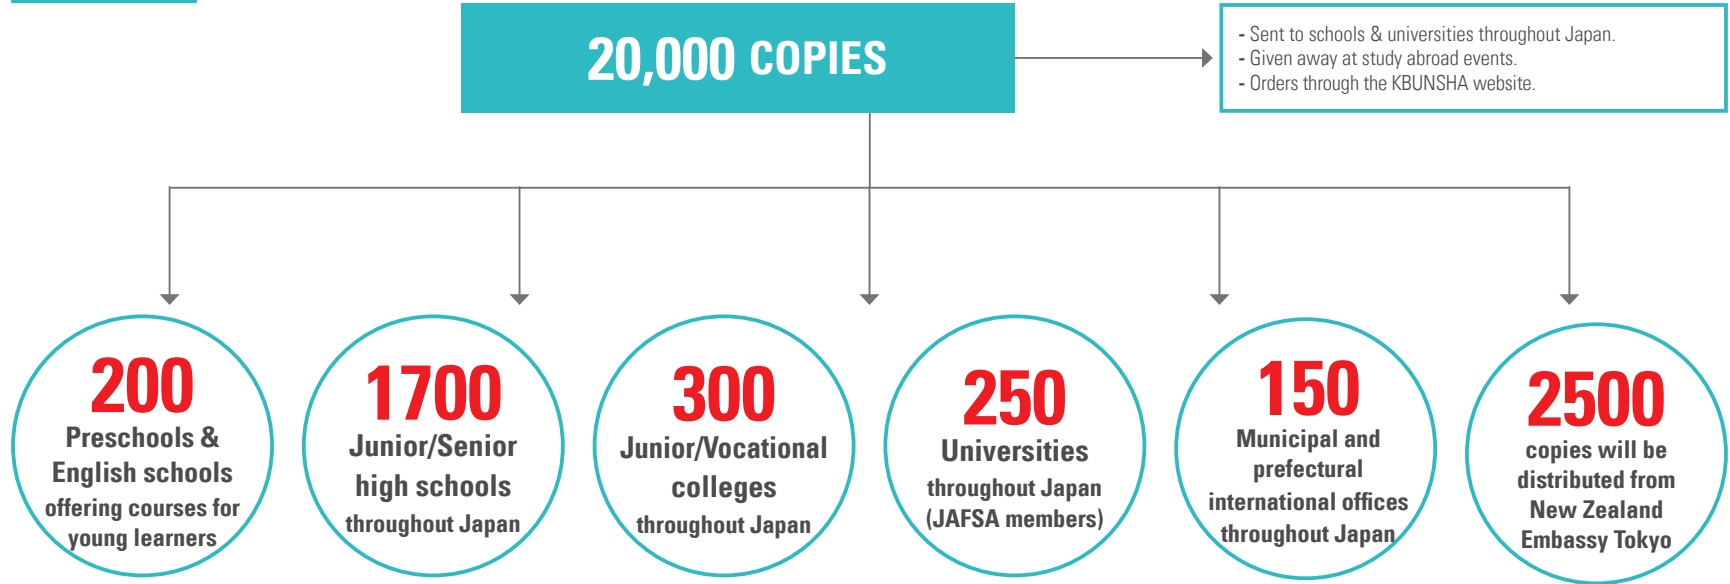 20,000 COPIES
- Sent to schools & universities throughout Japan.
- Given away at study abroad events.
- Orders through the KBUNSHA website.
200
Preschools &
English schools
offering courses for
young learners
1700
Junior/Senior
high schools
throughout Japan
300
Junior/Vocational
colleges
throughout Japan
250
Universities
throughout Japan
(JAFSA members)
150
Municipal and
prefectural
international offices
throughout Japan
2500
copies will be
distributed from
New Zealand
Embassy Tokyo